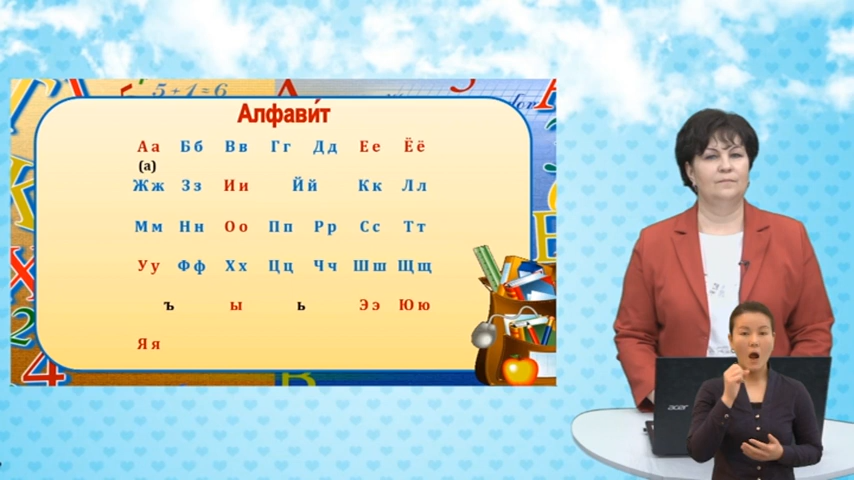 5+1=6
Алфави́т
Аа Бб Вв Гг Дд Ее Ёё
(а)
Жж Зз Ии Йй Кк Лл
Мм Нн Оо Пп Рр Сс Тт
Уу Фф Хх Цц Чч Шш Щщ
ъ ы ь Ээ Юю
Яя
acer